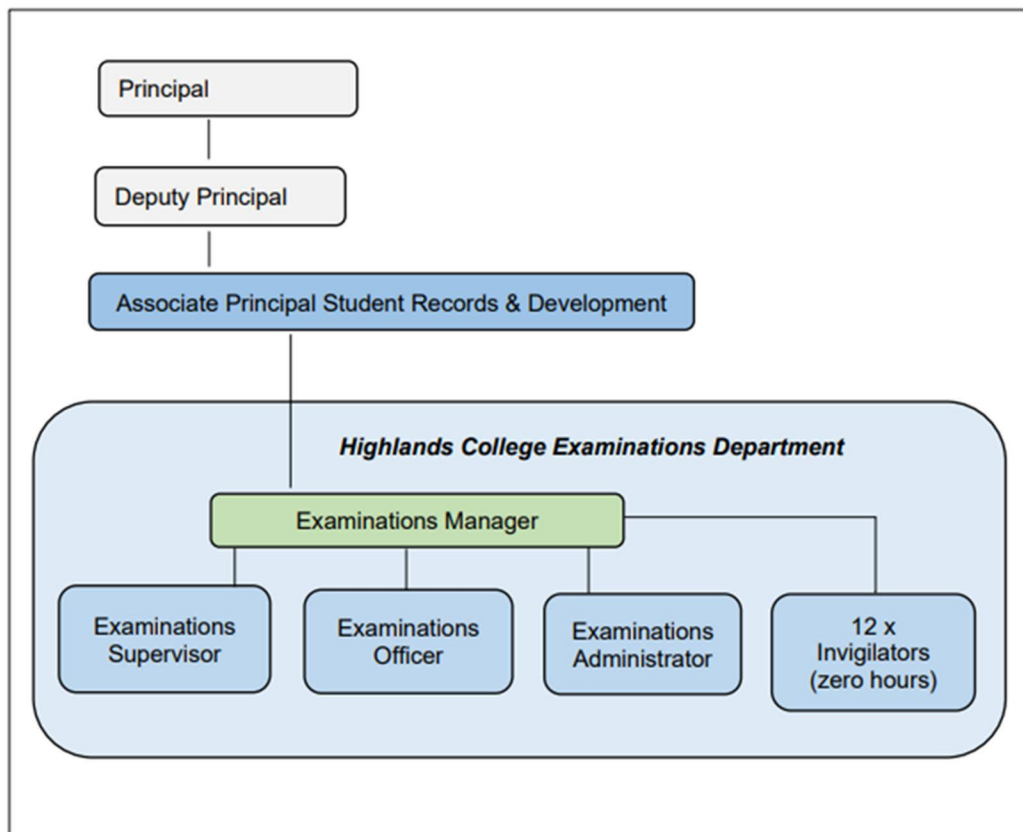 Principal
Deputy Principal
Associate Principal Student Records & Development
Highlands College Examinations Department
Examinations Manager
Examinations
Supervisor
Examinations
Officer
Examinations
Administrator
12 x
Invigilators
(zero hours)